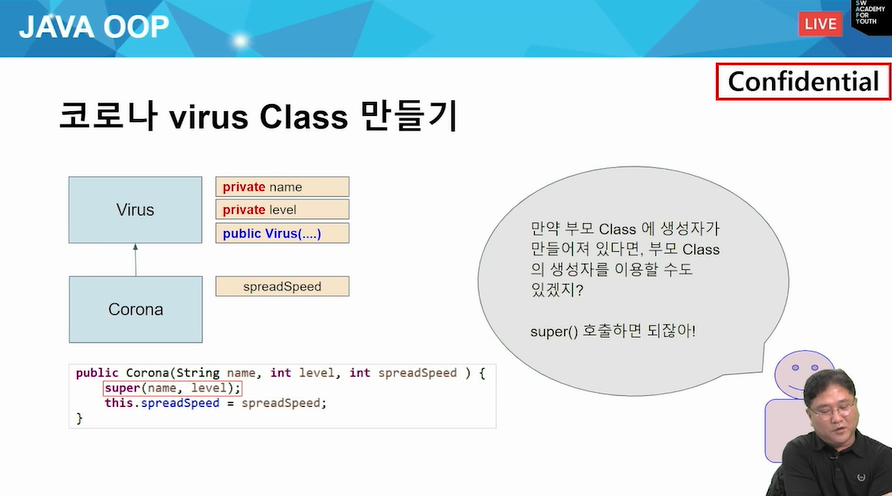 JAVA OOP
LIVE
SW
ACADEMY
FOR
YOUTH
Confidential
코로나 virus Class 만들기
Virus
private name
private level
public Virus(....)
Corona
spreadSpeed
만약 부모 Class 에 생성자가
만들어져 있다면, 부모 Class
의 생성자를 이용할 수도
있겠지?
super() 호출하면 되잖아!
public Corona(String name, int level, int spreadSpeed ) {
super(name, level);
this.spreadSpeed = spreadSpeed;
}